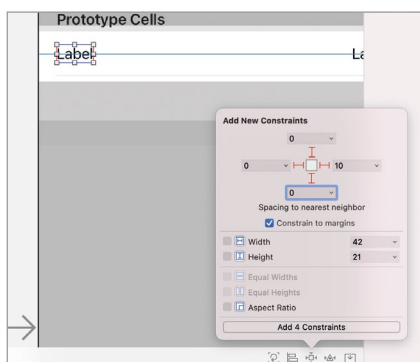 Prototype Cells
Label
La
Add New Constraints
0
0
10
0
Spacing to nearest neighbor
Constrain to margins
Width 42
Height 21
Equal Widths
Equal Heights
Aspect Ratio
Add 4 Constraints